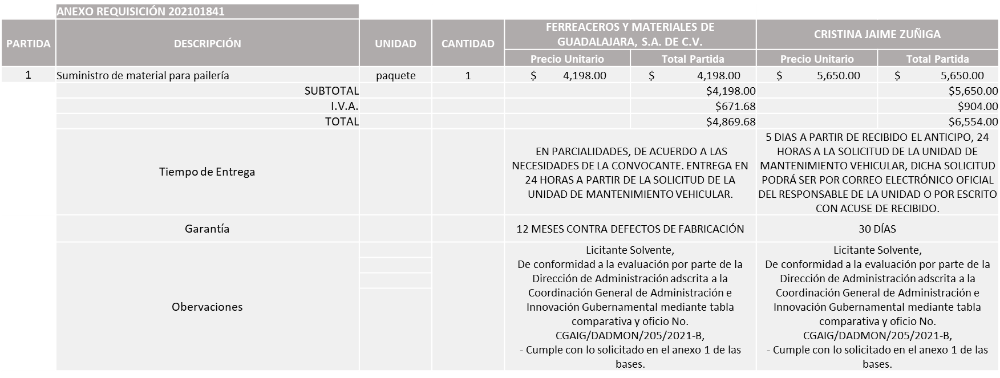 ANEXO REQUISICIÓN 202101841
PARTIDA DESCRIPCIÓN UNIDAD CANTIDAD FERREACEROS Y MATERIALES DE GUADALAJARA, S.A. DE C.V. CRISTINA JAIME ZUÑIGA
Precio Unitario Total Partida Precio Unitario Total Partida
1 Suministro de material para pailería paquete 1 $ 4,198.00 $ 4,198.00 $ 5,650.00 $ 5,650.00
SUBTOTAL $4,198.00 $5,650.00
I.V.A. $671.68 $904.00
TOTAL $4,869.68 $6,554.00
Tiempo de Entrega
EN PARCIALIDADES, DE ACUERDO A LAS
NECESIDADES DE LA CONVOCANTE. ENTREGA EN
24 HORAS A PARTIR DE LA SOLICITUD DE LA
UNIDAD DE MANTENIMIENTO VEHICULAR.
5 DIAS A PARTIR DE RECIBIDO EL ANTICIPO, 24
HORAS A LA SOLICITUD DE LA UNIDAD DE
MANTENIMIENTO VEHICULAR, DICHA SOLICITUD
PODRÁ SER POR CORREO ELECTRÓNICO OFICIAL
DEL RESPONSABLE DE LA UNIDAD O POR ESCRITO
CON ACUSE DE RECIBIDO.
Garantía 12 MESES CONTRA DEFECTOS DE FABRICACIÓN 30 DÍAS
Obervaciones
Licitante Solvente,
De conformidad a la evaluación por parte de la
Dirección de Administración adscrita a la
Coordinación General de Administración e
Innovación Gubernamental mediante tabla
comparativa y oficio No.
CGAIG/DADMON/205/2021-B,
- Cumple con lo solicitado en el anexo 1 de las
bases.
Licitante Solvente,
De conformidad a la evaluación por parte de la
Dirección de Administración adscrita a la
Coordinación General de Administración e
Innovación Gubernamental mediante tabla
comparativa y oficio No.
CGAIG/DADMON/205/2021-B,
- Cumple con lo solicitado en el anexo 1 de las
bases.